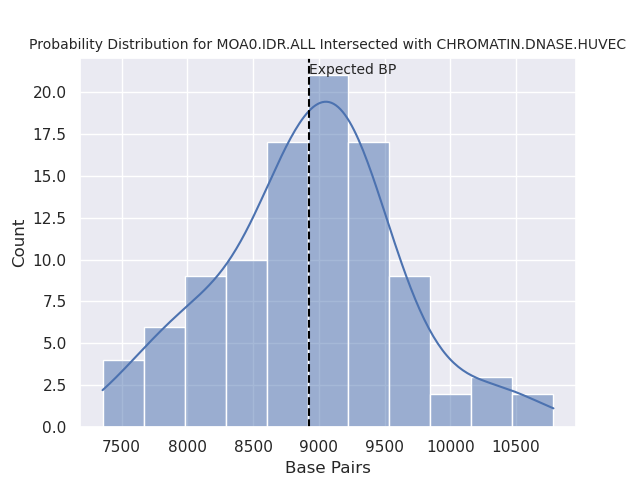 Probability Distribution for MOA0.IDR.ALL Intersected with CHROMATIN.DNASE.HUVEC
Expected BP
20.0
17.5
15.0
12.5
10.0
7.5
5.0
2.5
0.0
Count
7500 8000 8500 9000 9500 10000 10500
Base Pairs